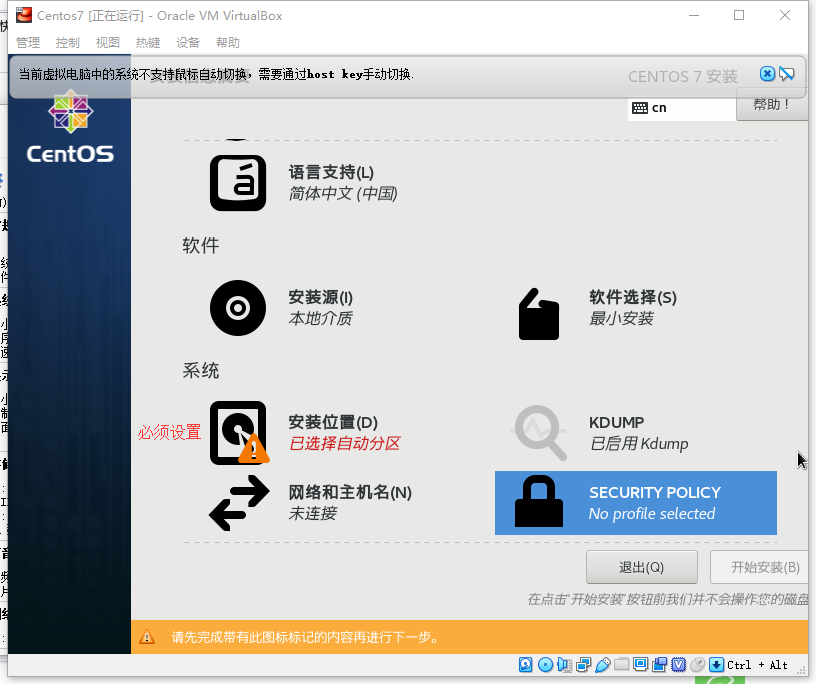 Centos7 [正在运行] - Oracle VM VirtualBox
管理 控制 视图 热键 设备 帮助
当前虚拟电脑中的系统不支持鼠标自动切换，需要通过host key手动切换.
CENTOS 7 安装
cn
帮助！
CentOS
语言支持(L)
简体中文 (中国)
软件
安装源(I)
本地介质
软件选择(S)
最小安装
系统
必须设置
安装位置(D)
已选择自动分区
KDUMP
已启用 Kdump
网络和主机名(N)
未连接
SECURITY POLICY
No profile selected
退出(Q)
开始安装(B)
在点击'开始安装'按钮前我们并不会操作您的磁盘
请先完成带有此图标标记的内容再进行下一步。
Ctrl + Alt